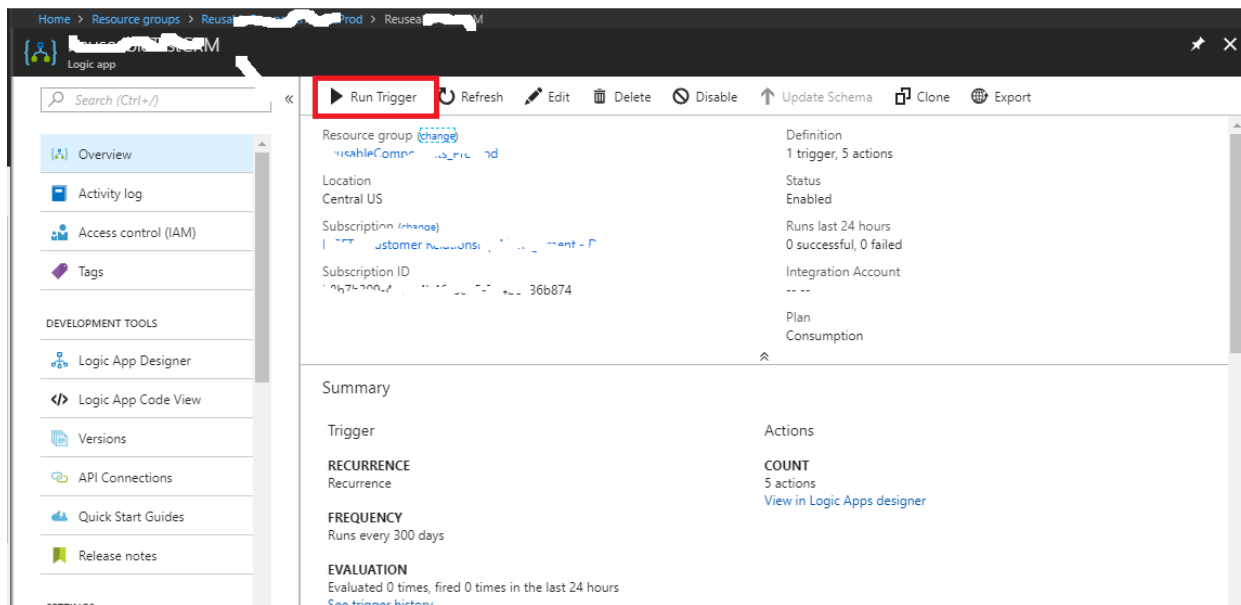 Home > Resource groups > Reusa Prod > Reusea M
M
Logic app
Search (Ctrl+/)
«
Run Trigger Refresh Edit Delete Disable Update Schema Clone Export
Overview
Activity log
Access control (IAM)
Tags
DEVELOPMENT TOOLS
Logic App Designer
Logic App Code View
Versions
API Connections
Quick Start Guides
Release notes
Resource group (change)
Location
Central US
Subscription (change)
Subscription ID
36b874
Definition
1 trigger, 5 actions
Status
Enabled
Runs last 24 hours
0 successful, 0 failed
Integration Account
-- --
Plan
Consumption
Summary
Trigger
RECURRENCE
Recurrence
FREQUENCY
Runs every 300 days
EVALUATION
Evaluated 0 times, fired 0 times in the last 24 hours
See trigger history
Actions
COUNT
5 actions
View in Logic Apps designer